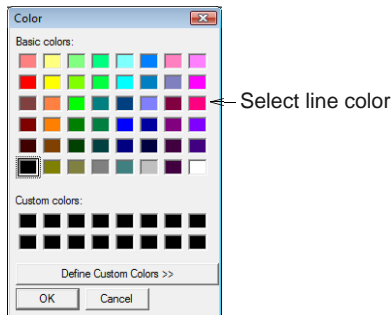 Color
Basic colors:
Select line color
Custom colors:
Define Custom Colors >>
OK
Cancel